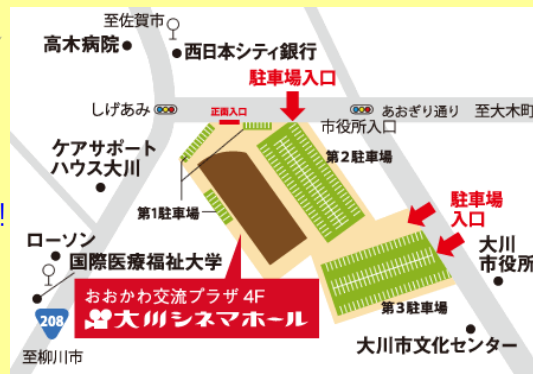 至佐賀市
高木病院
西日本シティ銀行
駐車場入口
しげあみ
正面入口
あおぎり通り
至大木町
市役所入口
ケアサポート
ハウス大川
第2駐車場
第1駐車場
駐車場
入口
ローソン
国際医療福祉大学
大川
市役所
おおかわ交流プラザ 4F
大川シネマホール
第3駐車場
208
大川市文化センター
至柳川市
!